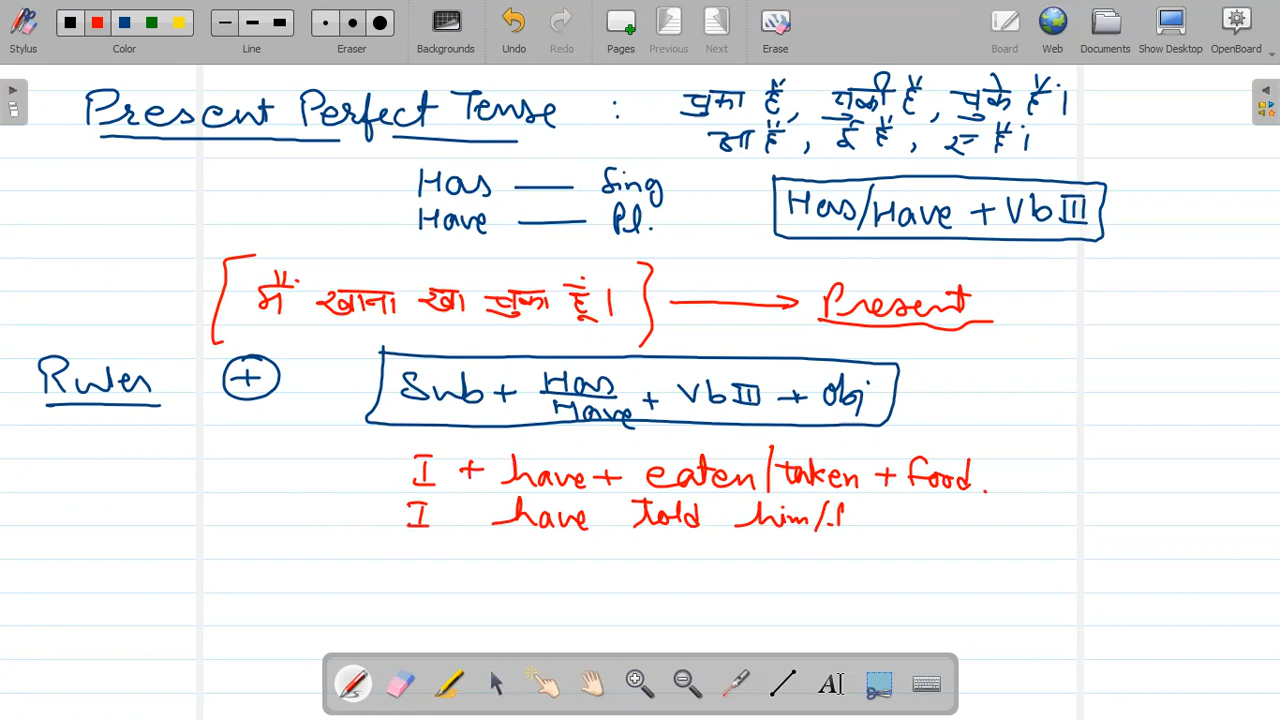 Stylus Color Line Eraser Backgrounds Undo Redo Pages Previous Next Erase Board Web Documents Show Desktop OpenBoard
Present Perfect Tense : चुका है, चुकी है, चुके हैं।
आ है, ई है, ए हैं।
Has — Sing
Have — Pl.
Has/Have + Vb III
[मैं खाना खा चुका हूं।] → Present
Rules + Sub + Has/Have + Vb III + Obj
I + have + eaten/taken + food.
I have told him/